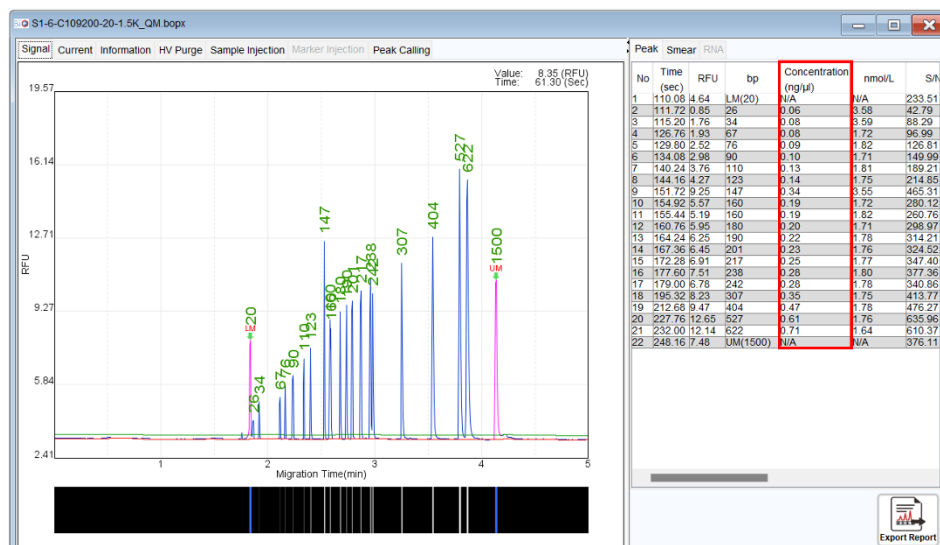 S1-6-C109200-20-1.5K_QM.bopx
Signal Current Information HV Purge Sample Injection Marker Injection Peak Calling
Value: 8.35 (RFU)
Time: 61.30 (Sec)
19.57
16.14
12.71
9.27
5.84
2.41
RFU
20
LM
26
34
67
76
90
110
123
147
160
160
180
190
201
217
238
242
307
404
527
622
1500
UM
1 2 3 4 5
Migration Time(min)
Peak Smear RNA
No Time (sec) RFU bp Concentration (ng/µl) nmol/L S/N
1 110.08 4.64 LM(20) N/A N/A 233.51
2 111.72 0.85 26 0.06 3.58 42.79
3 115.20 1.76 34 0.08 3.59 88.29
4 126.76 1.93 67 0.08 1.72 96.99
5 129.80 2.52 76 0.09 1.82 126.81
6 134.08 2.98 90 0.10 1.71 149.99
7 140.24 3.76 110 0.13 1.81 189.21
8 144.16 4.27 123 0.14 1.75 214.85
9 151.72 9.25 147 0.34 3.55 465.31
10 154.92 5.57 160 0.19 1.72 280.12
11 155.44 5.19 160 0.19 1.82 260.76
12 160.76 5.95 180 0.20 1.71 298.97
13 164.24 6.25 190 0.22 1.78 314.21
14 167.36 6.45 201 0.23 1.76 324.52
15 172.28 6.91 217 0.25 1.77 347.40
16 177.60 7.51 238 0.28 1.80 377.36
17 179.00 6.78 242 0.28 1.78 340.86
18 195.32 8.23 307 0.35 1.75 413.77
19 212.68 9.47 404 0.47 1.78 476.27
20 227.76 12.65 527 0.61 1.76 635.96
21 232.00 12.14 622 0.71 1.64 610.37
22 248.16 7.48 UM(1500) N/A N/A 376.11
Export Report